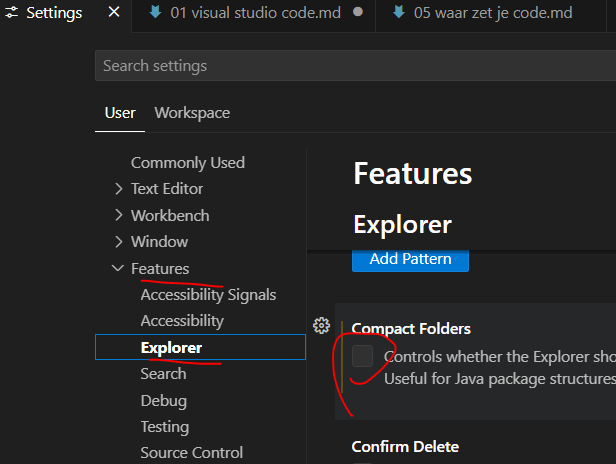 Settings
01 visual studio code.md
05 waar zet je code.md
Search settings
User
Workspace
Commonly Used
Text Editor
Workbench
Window
Features
Accessibility Signals
Accessibility
Explorer
Search
Debug
Testing
Source Control
Features
Explorer
Add Pattern
Compact Folders
Controls whether the Explorer sho
Useful for Java package structures
Confirm Delete